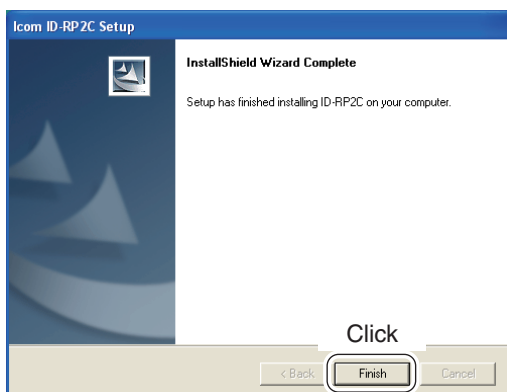 Icom ID-RP2C Setup
InstallShield Wizard Complete
Setup has finished installing ID-RP2C on your computer.
Click
< Back Finish Cancel